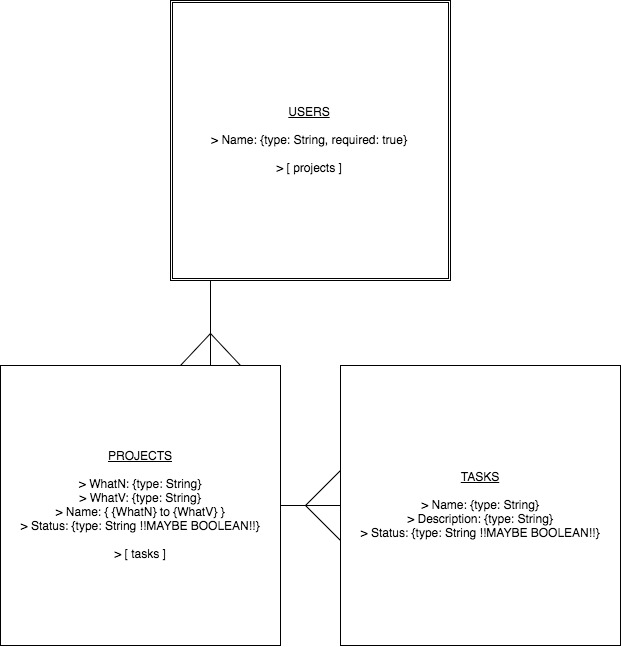 USERS
> Name: {type: String, required: true}
> [ projects ]
PROJECTS
> WhatN: {type: String}
> WhatV: {type: String}
> Name: { {WhatN} to {WhatV} }
> Status: {type: String !!MAYBE BOOLEAN!!}
> [ tasks ]
TASKS
> Name: {type: String}
> Description: {type: String}
> Status: {type: String !!MAYBE BOOLEAN!!}